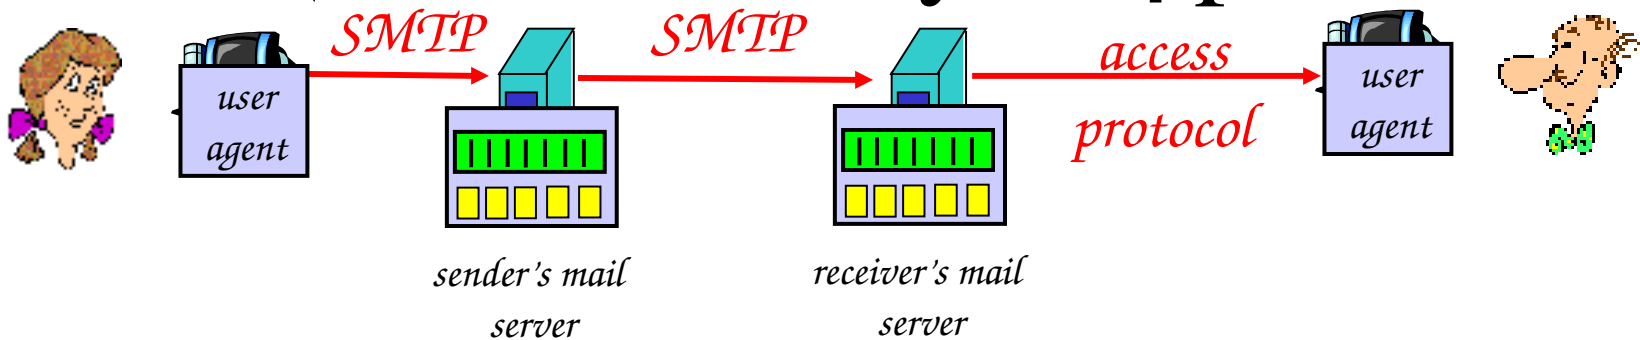 SMTP
SMTP
access
protocol
user
agent
user
agent
sender's mail
server
receiver's mail
server